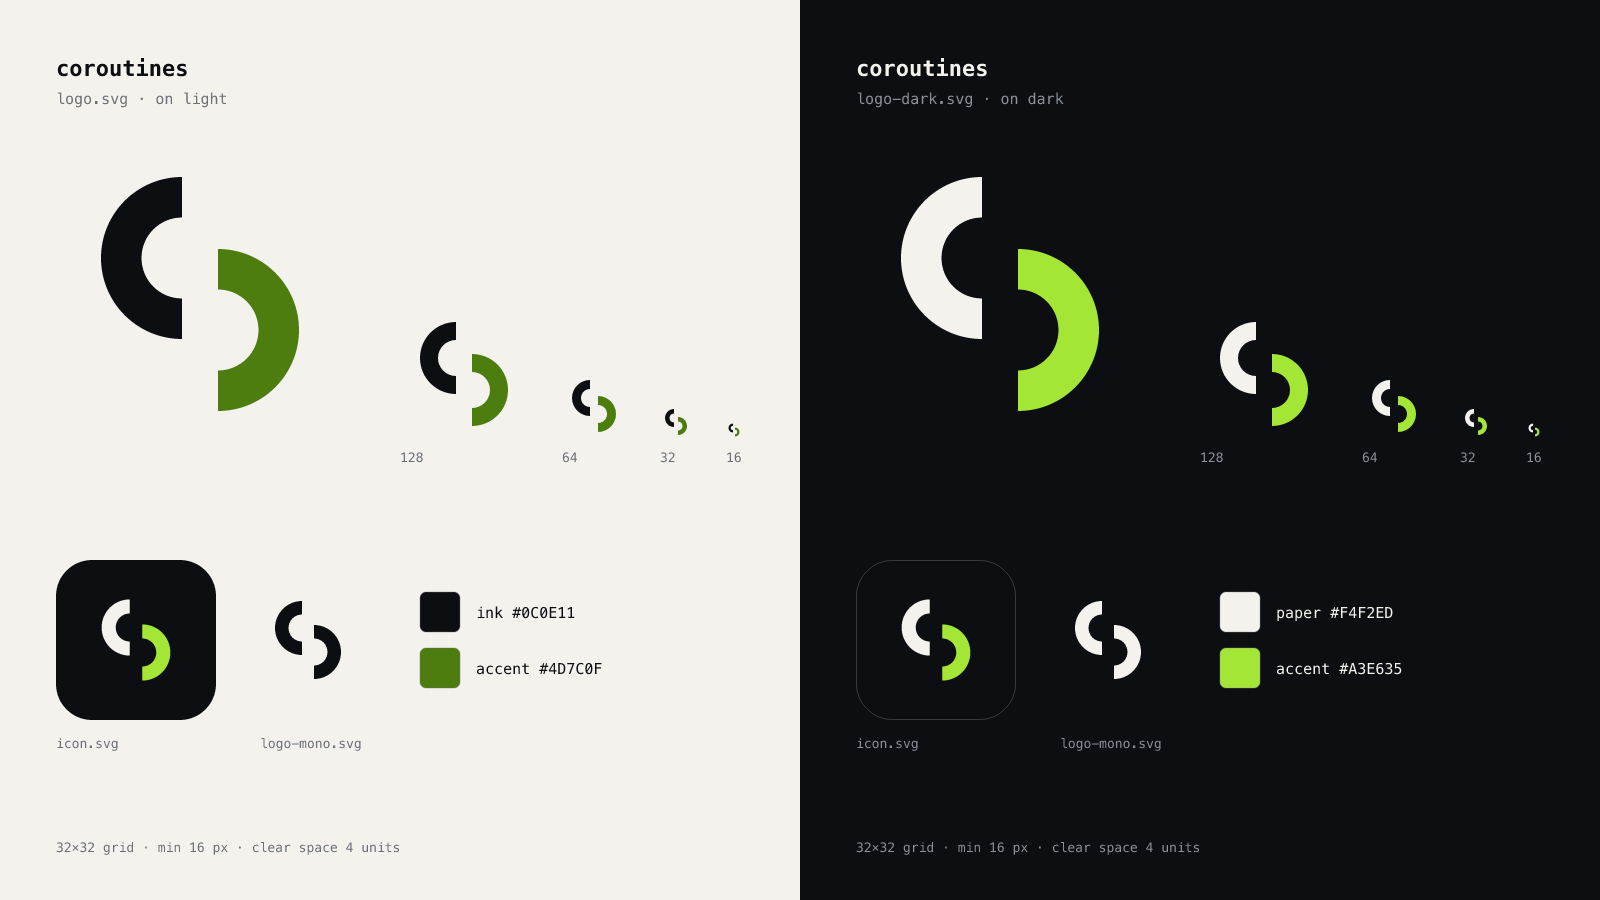 coroutines
logo.svg · on light
128 64 32 16
ink #0C0E11
accent #4D7C0F
icon.svg logo-mono.svg
32×32 grid · min 16 px · clear space 4 units
coroutines
logo-dark.svg · on dark
128 64 32 16
paper #F4F2ED
accent #A3E635
icon.svg logo-mono.svg
32×32 grid · min 16 px · clear space 4 units